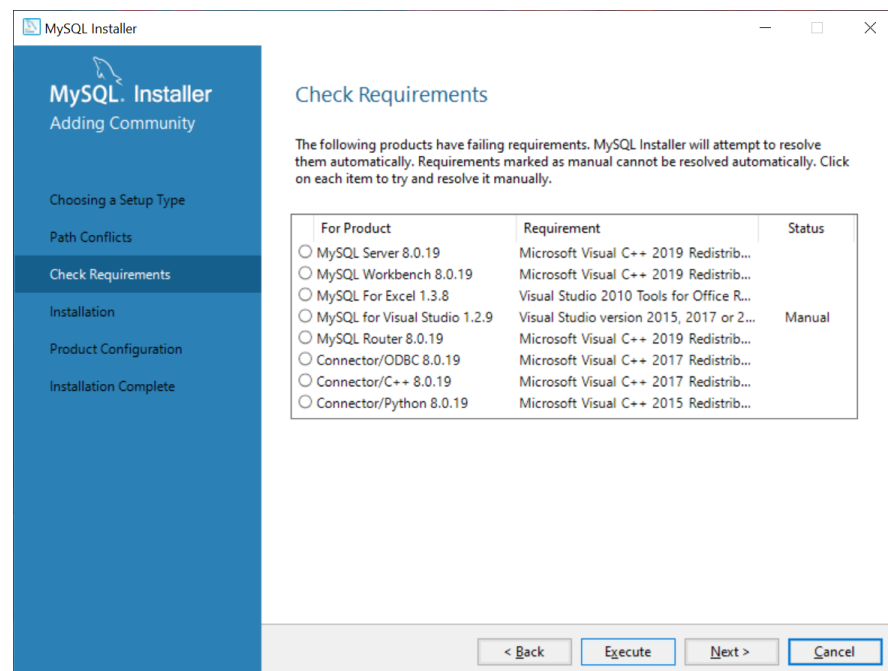 MySQL Installer
MySQL. Installer
Adding Community
Choosing a Setup Type
Path Conflicts
Check Requirements
Installation
Product Configuration
Installation Complete
Check Requirements
The following products have failing requirements. MySQL Installer will attempt to resolve
them automatically. Requirements marked as manual cannot be resolved automatically. Click
on each item to try and resolve it manually.
For Product Requirement Status
MySQL Server 8.0.19 Microsoft Visual C++ 2019 Redistrib...
MySQL Workbench 8.0.19 Microsoft Visual C++ 2019 Redistrib...
MySQL For Excel 1.3.8 Visual Studio 2010 Tools for Office R...
MySQL for Visual Studio 1.2.9 Visual Studio version 2015, 2017 or 2... Manual
MySQL Router 8.0.19 Microsoft Visual C++ 2019 Redistrib...
Connector/ODBC 8.0.19 Microsoft Visual C++ 2017 Redistrib...
Connector/C++ 8.0.19 Microsoft Visual C++ 2017 Redistrib...
Connector/Python 8.0.19 Microsoft Visual C++ 2015 Redistrib...
< Back Execute Next > Cancel